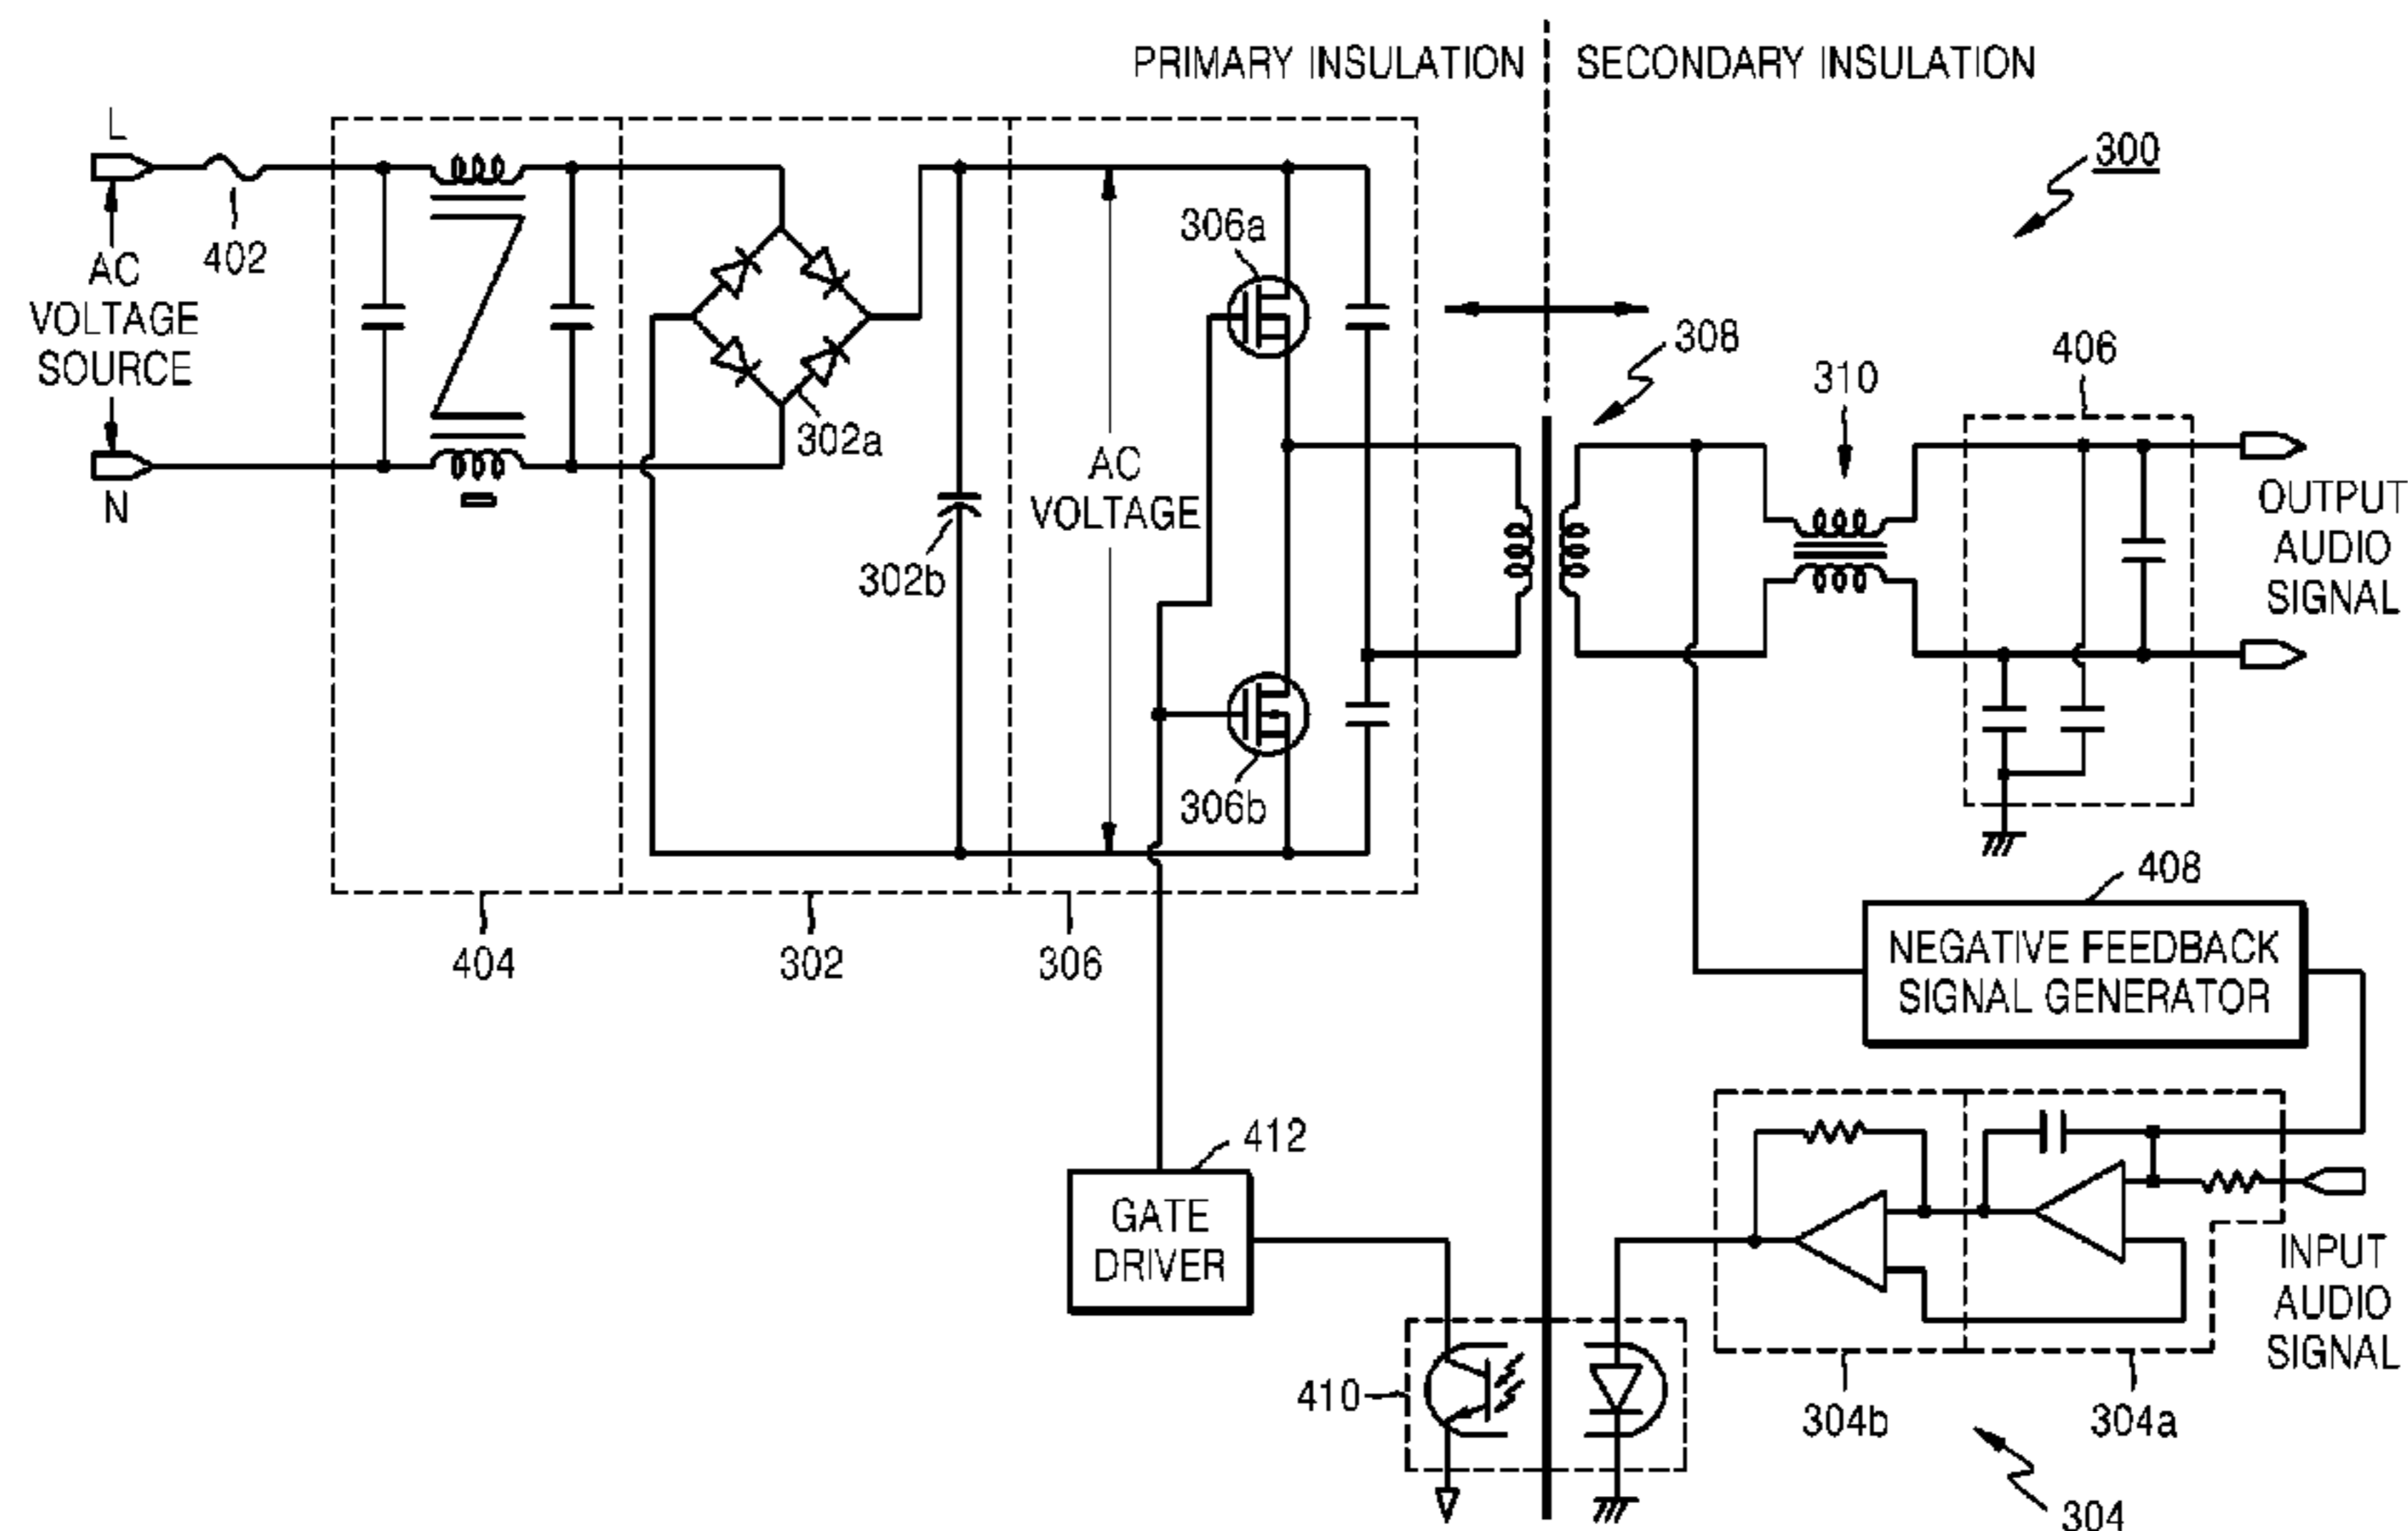 PRIMARY INSULATION
SECONDARY INSULATION
L
300
402
AC
VOLTAGE
SOURCE
N
302a
302b
AC
VOLTAGE
306a
306b
308
310
406
OUTPUT
AUDIO
SIGNAL
404
302
306
408
NEGATIVE FEEDBACK
SIGNAL GENERATOR
412
GATE
DRIVER
INPUT
AUDIO
SIGNAL
410
304b
304a
304